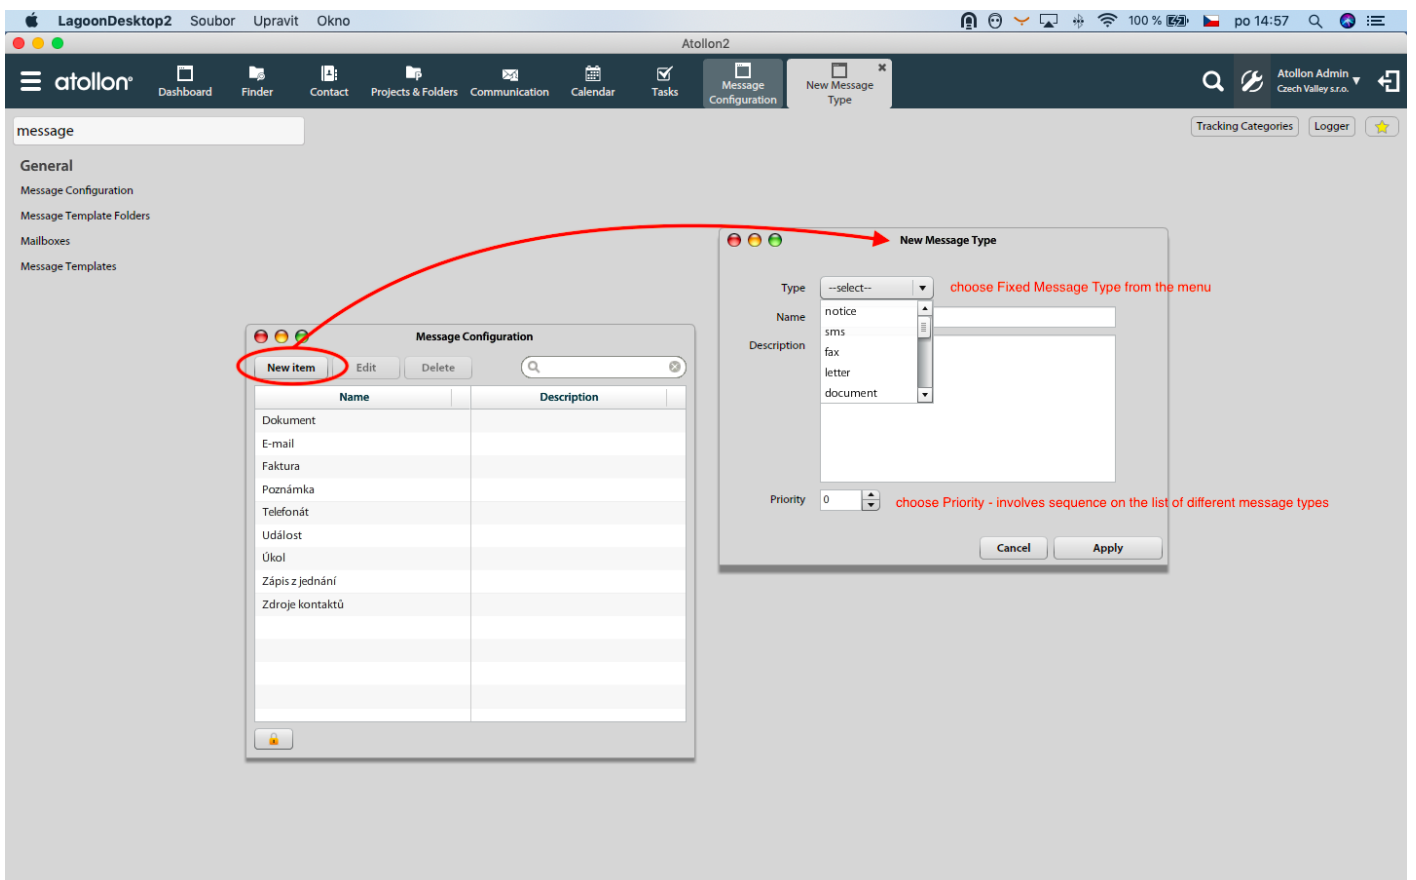 LagoonDesktop2 Soubor Upravit Okno 100 % po 14:57
Atollon2
atollon
Dashboard Finder Contact Projects & Folders Communication Calendar Tasks
Message Configuration
New Message Type
Atollon Admin
Czech Valley s.r.o.
message
Tracking Categories Logger
General
Message Configuration
Message Template Folders
Mailboxes
Message Templates
New Message Type
Type --select-- choose Fixed Message Type from the menu
notice
sms
fax
letter
document
Name
Description
Priority 0 choose Priority - involves sequence on the list of different message types
Cancel Apply
Message Configuration
New item Edit Delete
Name Description
Dokument
E-mail
Faktura
Poznámka
Telefonát
Událost
Úkol
Zápis z jednání
Zdroje kontaktů